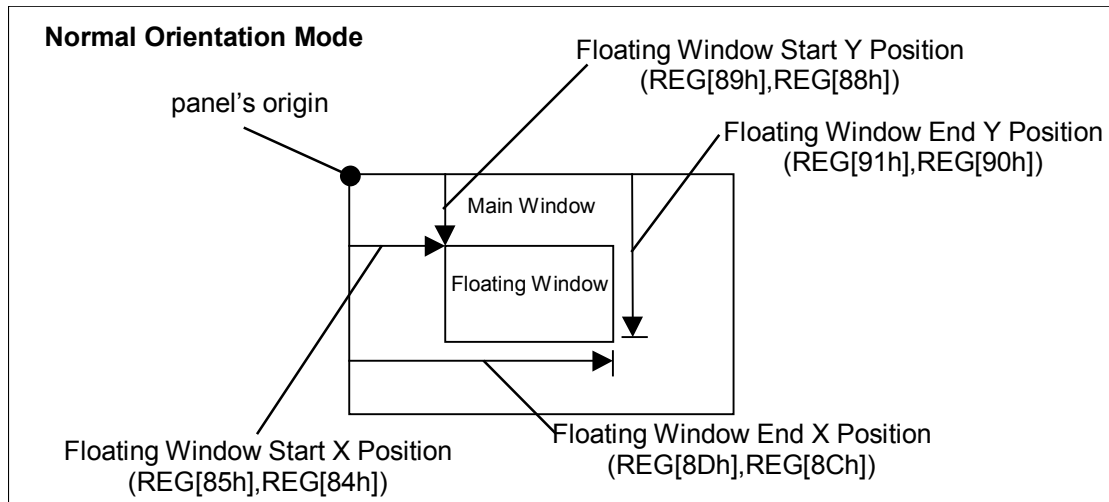 Normal Orientation Mode
Floating Window Start Y Position
(REG[89h],REG[88h])
panel's origin
Floating Window End Y Position
(REG[91h],REG[90h])
Main Window
Floating Window
Floating Window Start X Position
(REG[85h],REG[84h])
Floating Window End X Position
(REG[8Dh],REG[8Ch])